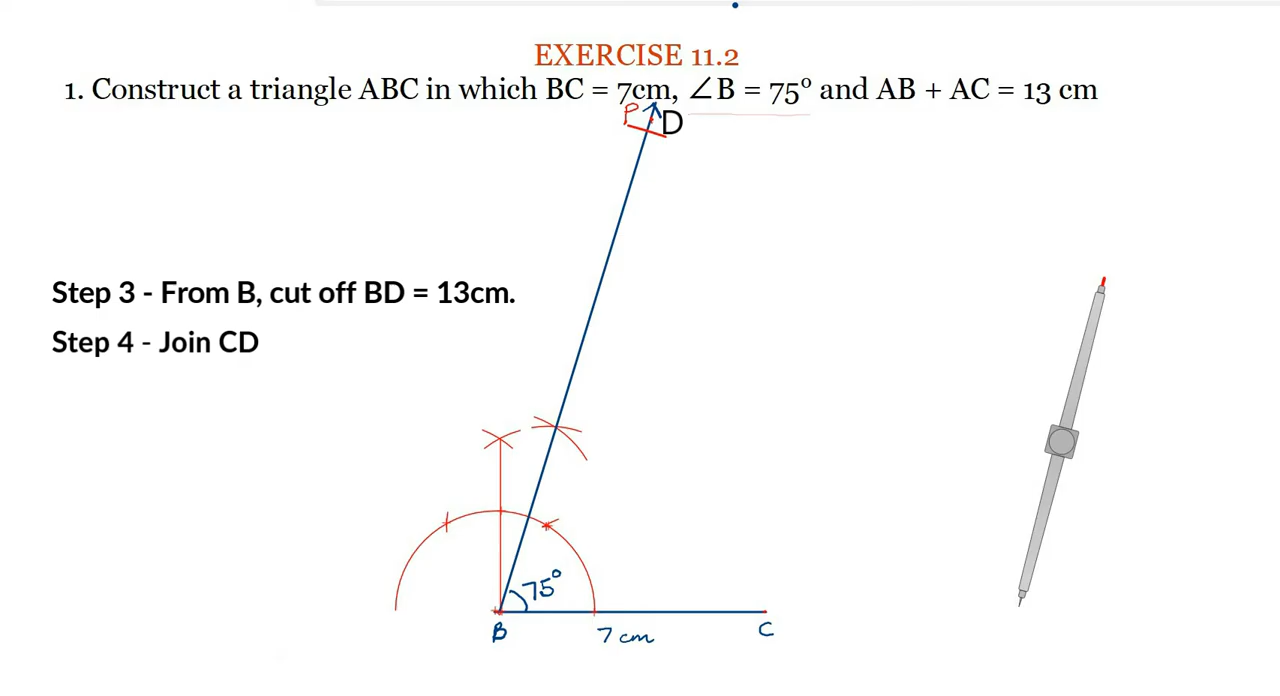 EXERCISE 11.2
1. Construct a triangle ABC in which BC = 7cm, ∠B = 75° and AB + AC = 13 cm
P D
Step 3 - From B, cut off BD = 13cm.
Step 4 - Join CD
75°
B 7 cm C